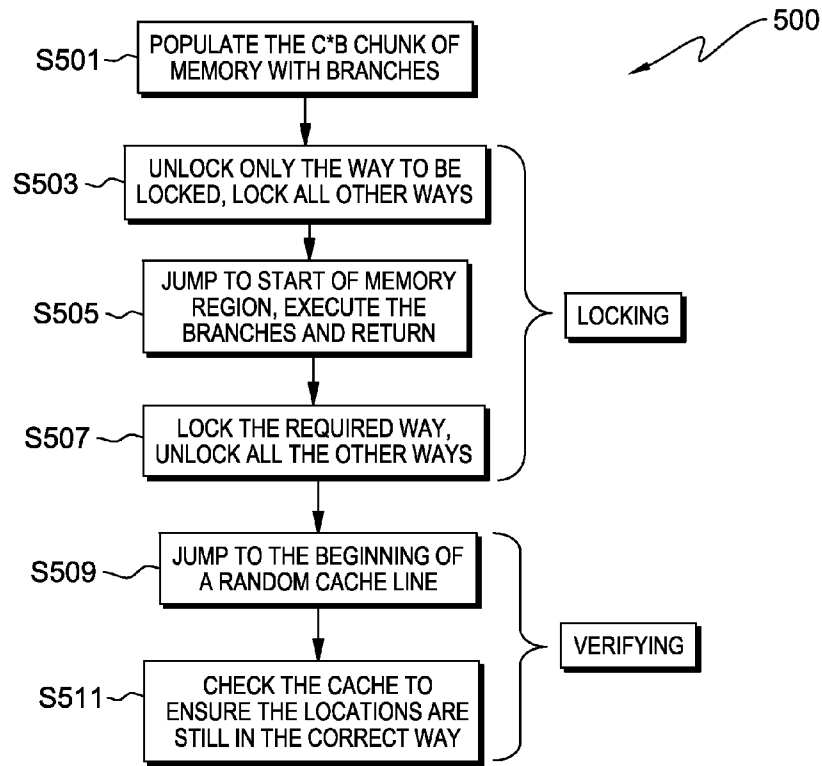 500
S501
POPULATE THE C*B CHUNK OF
MEMORY WITH BRANCHES
S503
UNLOCK ONLY THE WAY TO BE
LOCKED, LOCK ALL OTHER WAYS
S505
JUMP TO START OF MEMORY
REGION, EXECUTE THE
BRANCHES AND RETURN
LOCKING
S507
LOCK THE REQUIRED WAY,
UNLOCK ALL THE OTHER WAYS
S509
JUMP TO THE BEGINNING OF
A RANDOM CACHE LINE
VERIFYING
S511
CHECK THE CACHE TO
ENSURE THE LOCATIONS ARE
STILL IN THE CORRECT WAY